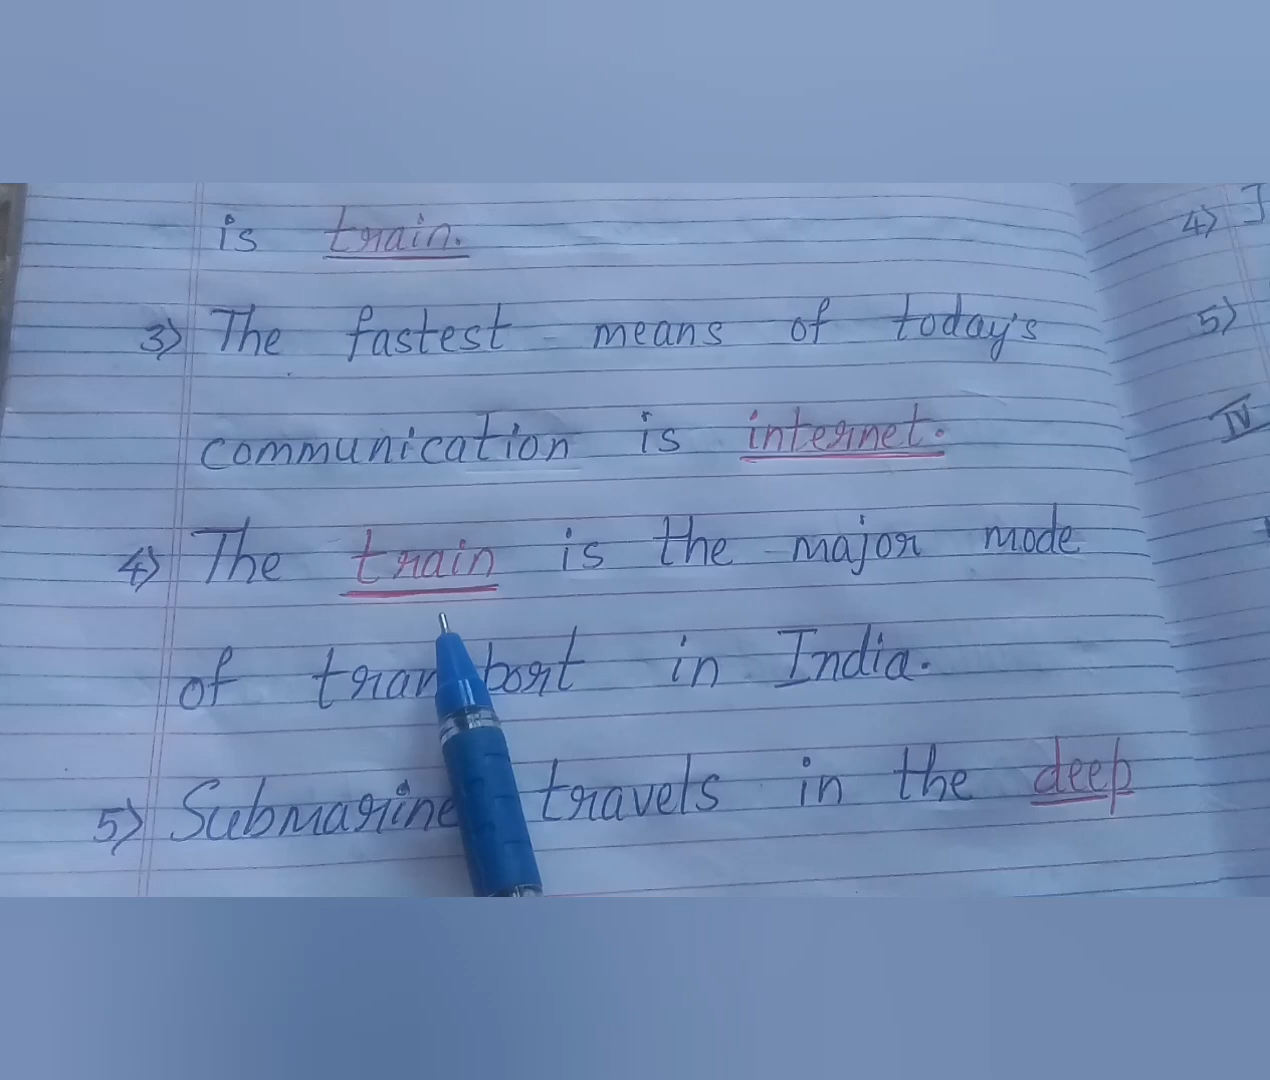 is train.
3) The fastest means of today's
communication is internet.
4) The train is the major mode
of in India.
5) Submarine travels in the deep
4)
5)
IV